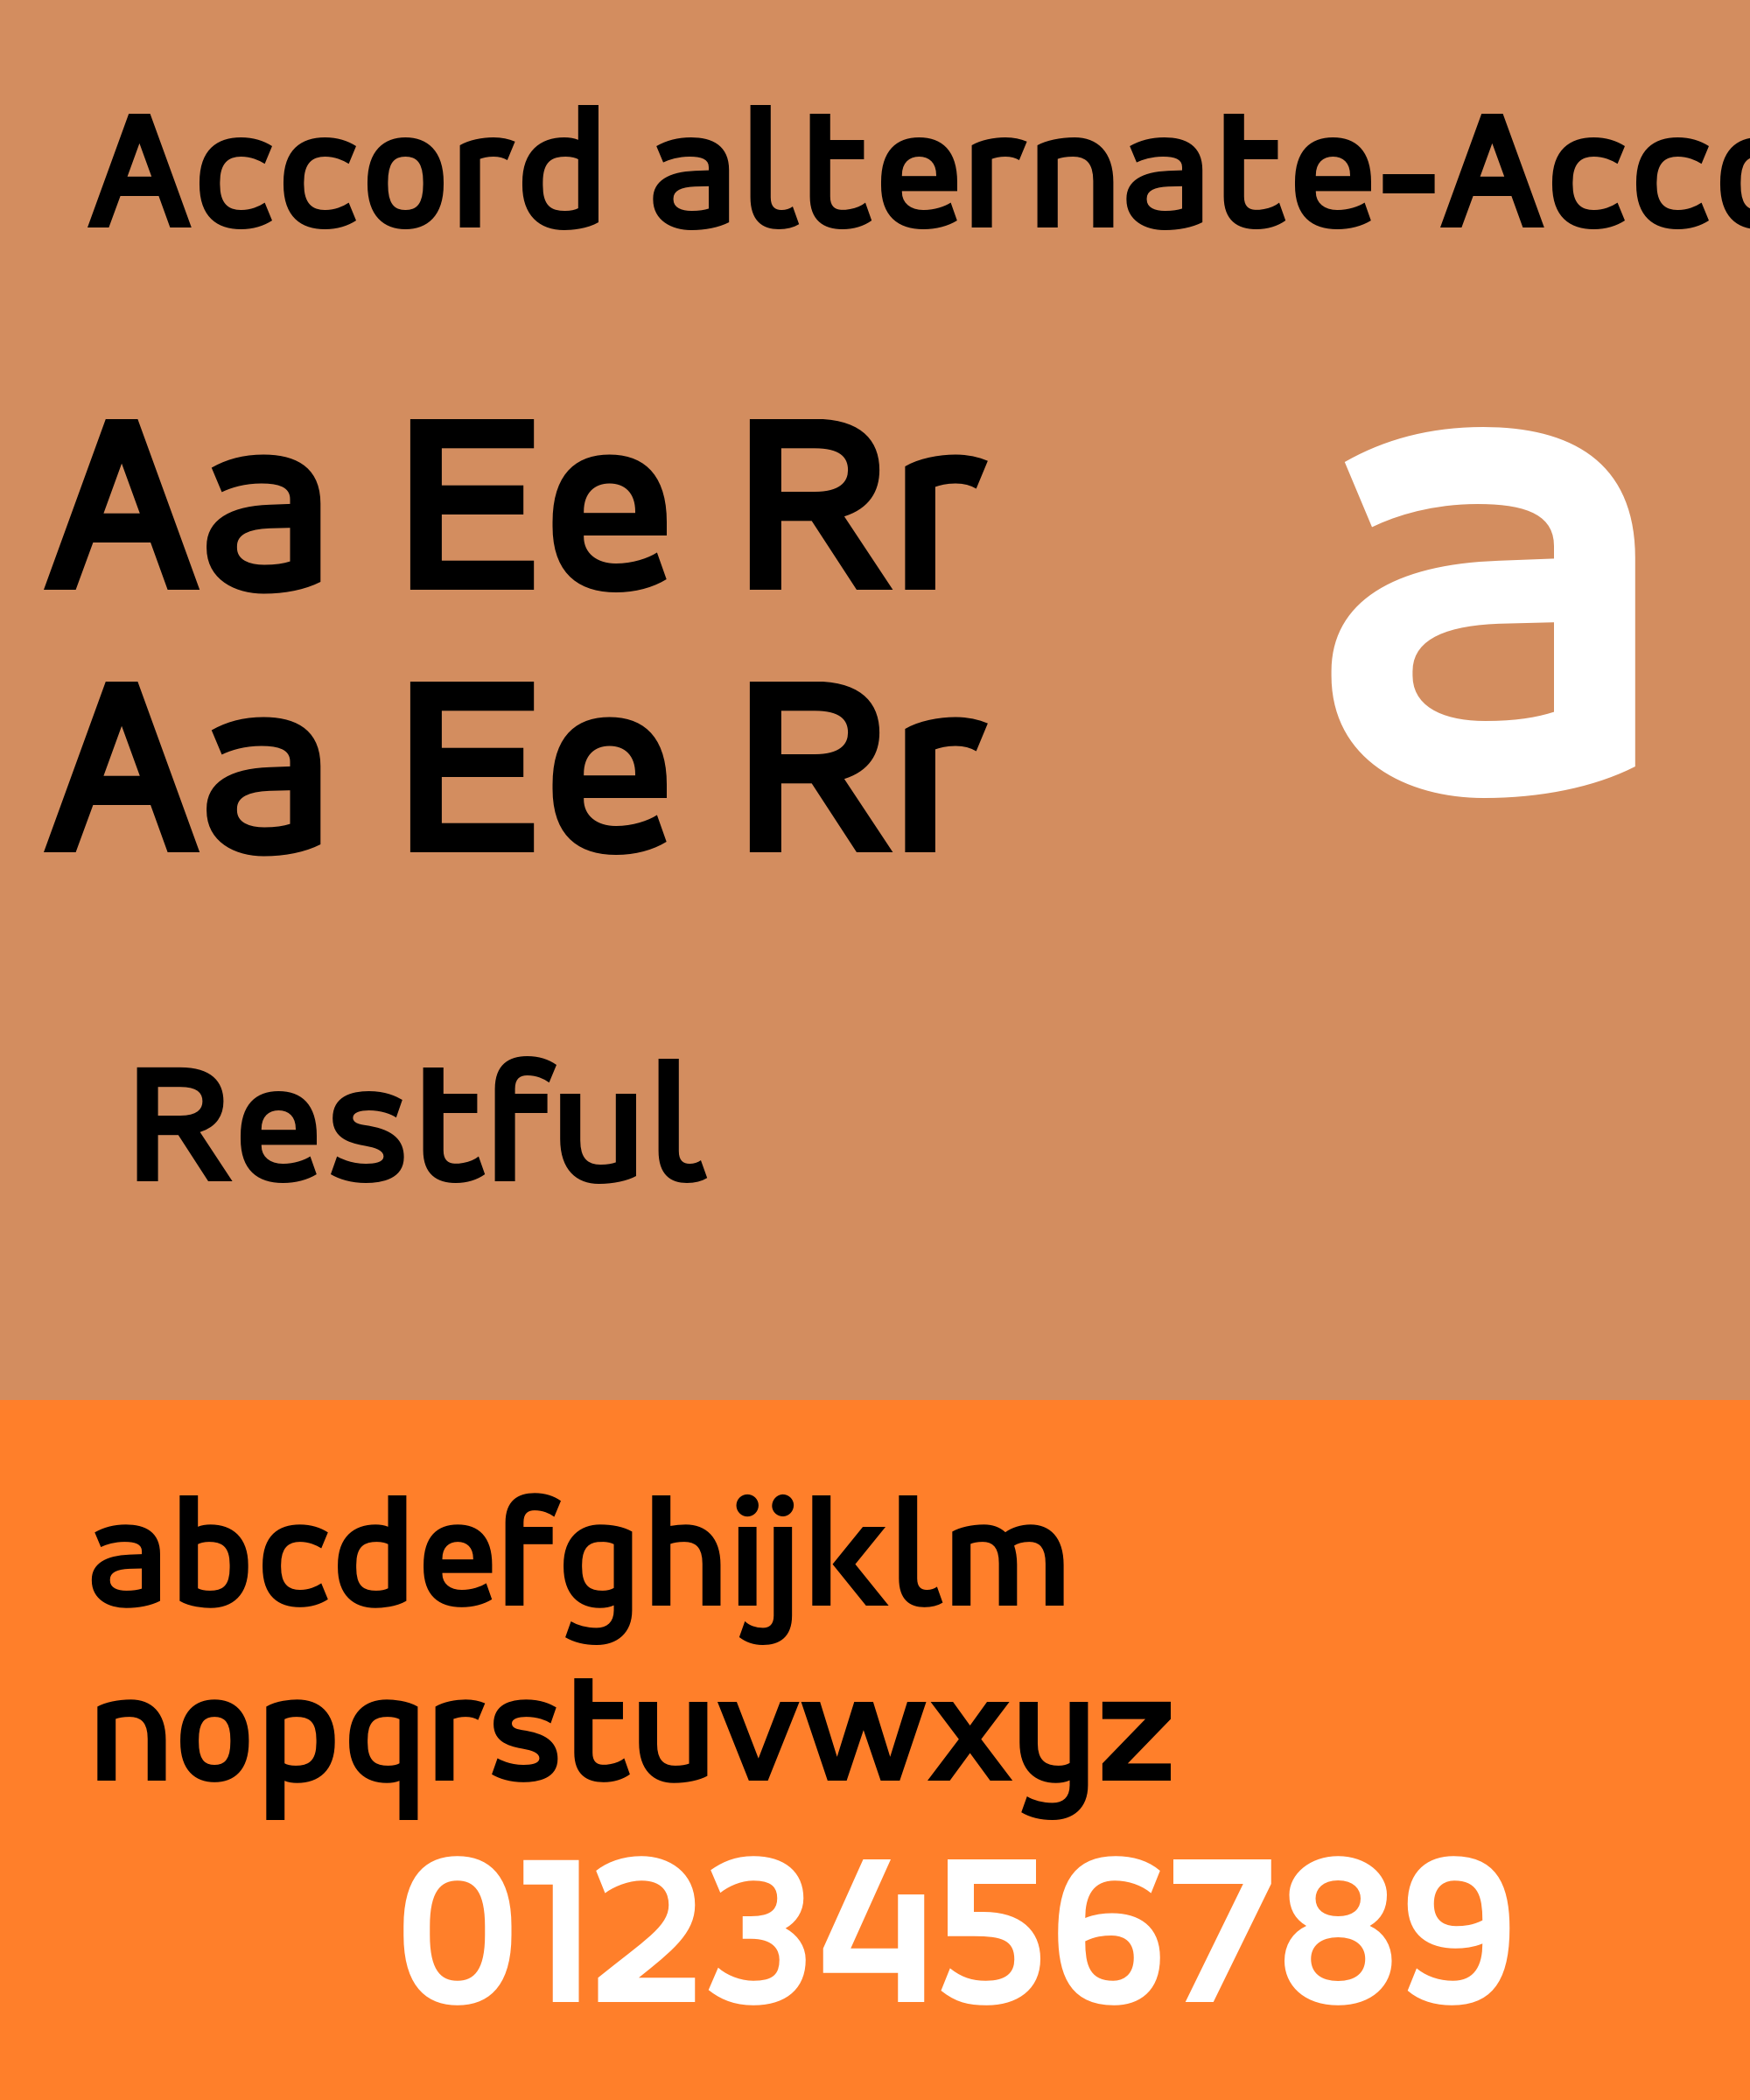 Accord alternate-Acco
Aa Ee Rr
a
Aa Ee Rr
Restful
abcdefghijklm
nopqrstuvwxyz
0123456789